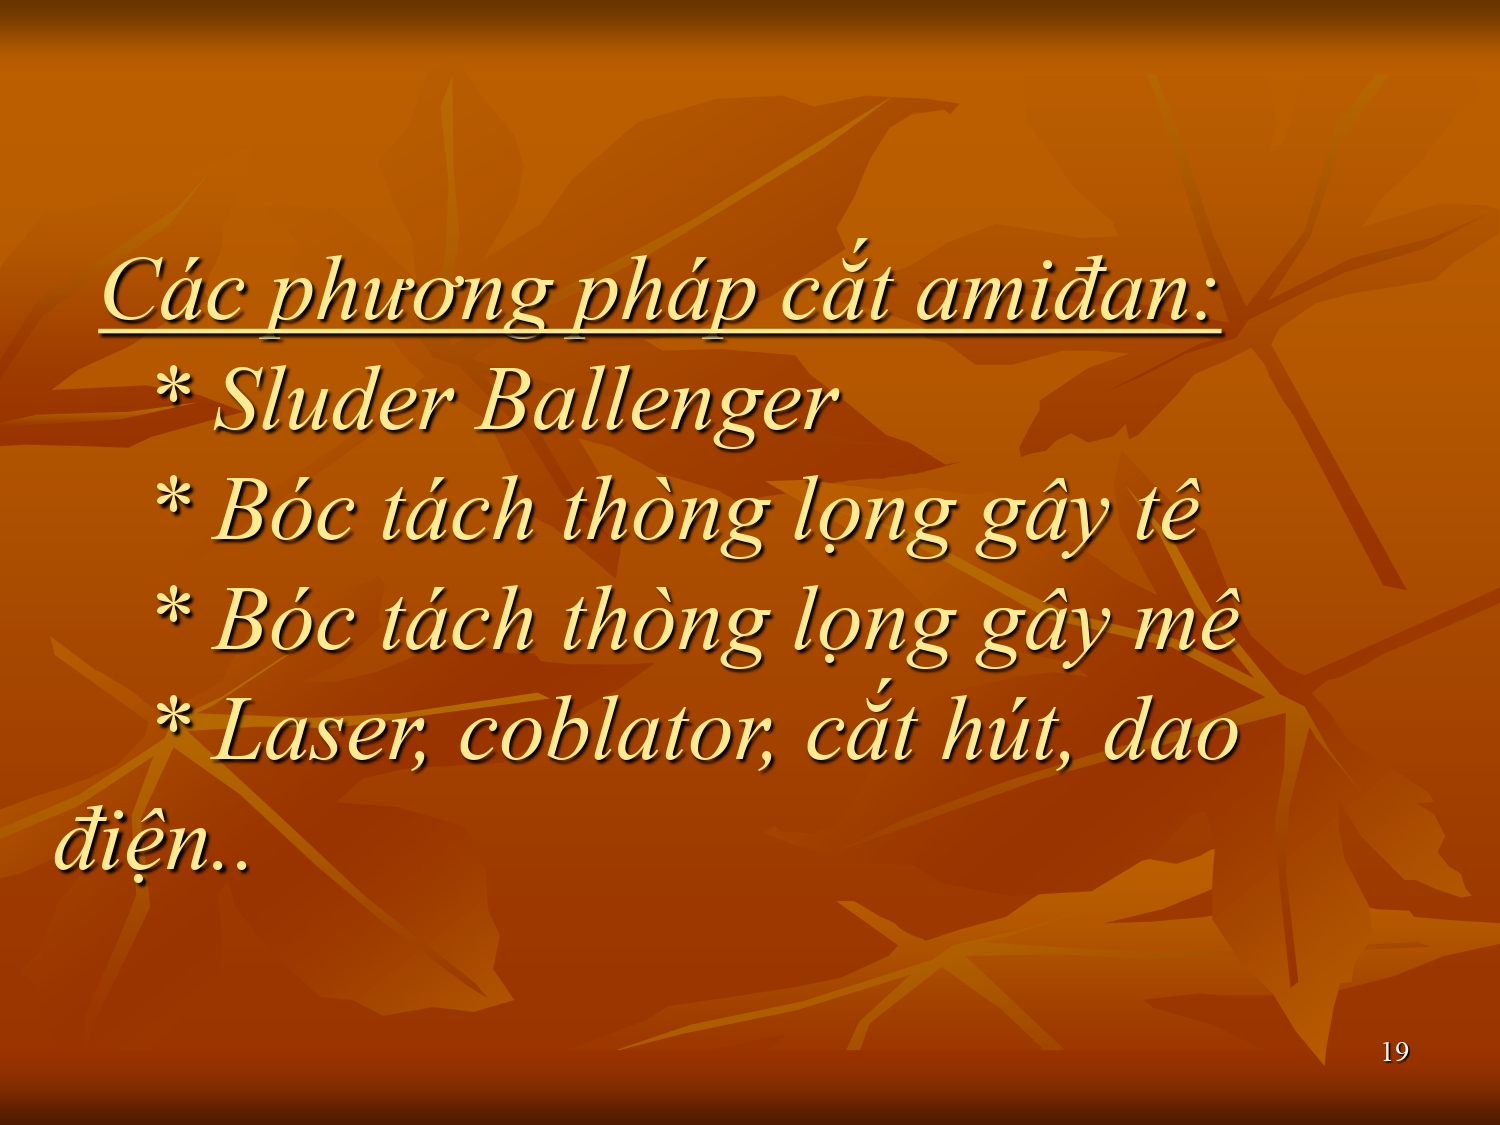 Các phương pháp cắt amiđan:
* Sluder Ballenger
* Bóc tách thòng lọng gây tê
* Bóc tách thòng lọng gây mê
* Laser, coblator, cắt hút, dao
điện..
19